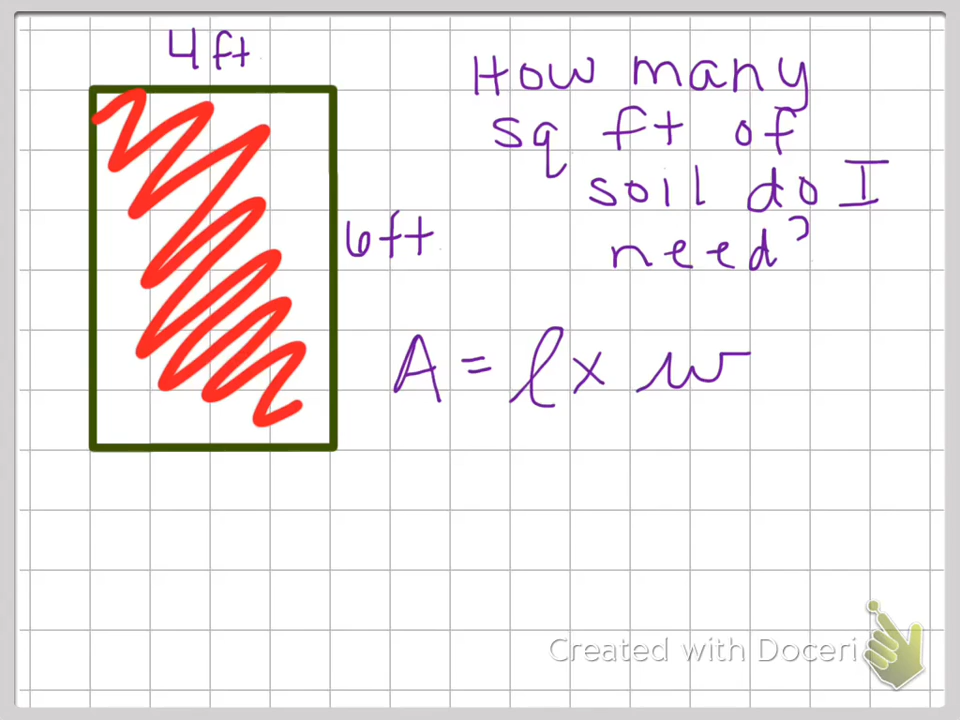 4ft
How many
sq ft of
soil do I
need?
6ft
A = l x w
Created with Doceri